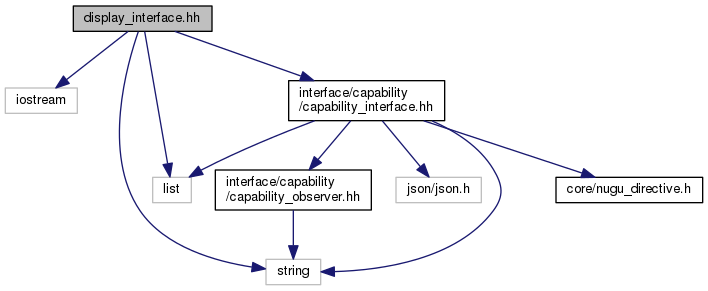 display_interface.hh
iostream
interface/capability
/capability_interface.hh
list
interface/capability
/capability_observer.hh
json/json.h
core/nugu_directive.h
string